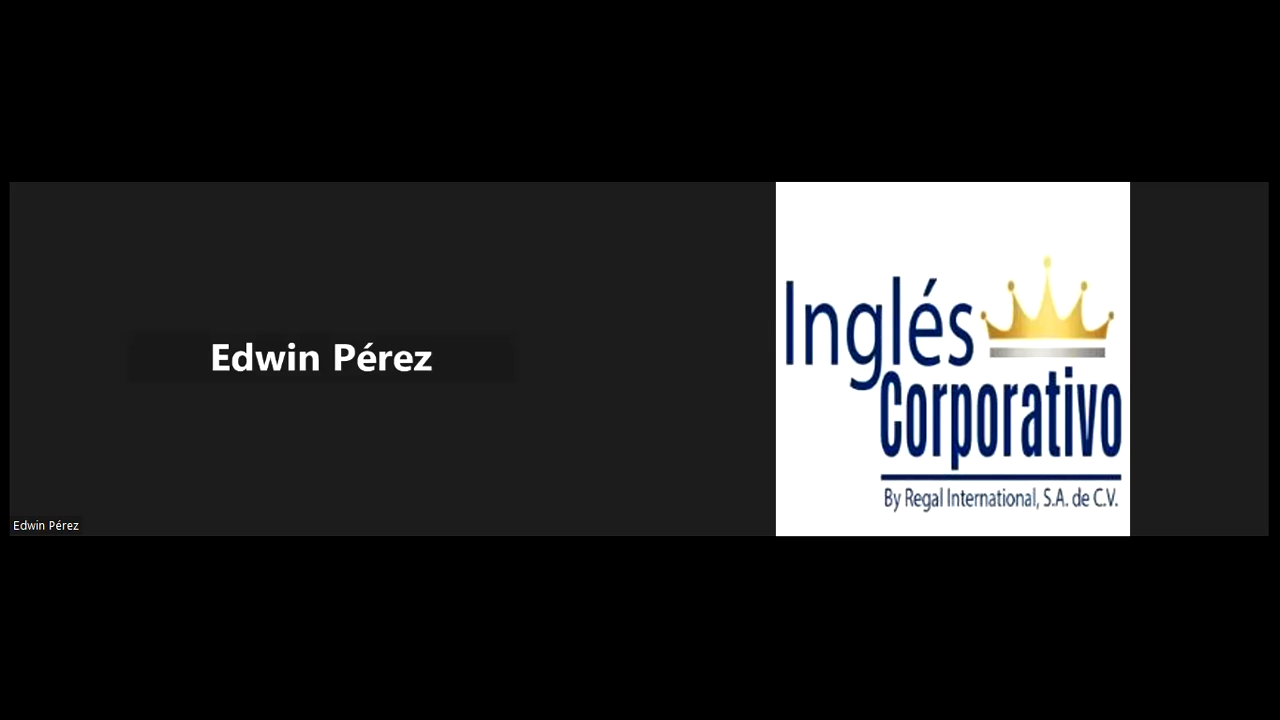 Edwin Pérez
Edwin Pérez
Inglés
Corporativo
By Regal International, S.A. de C.V.